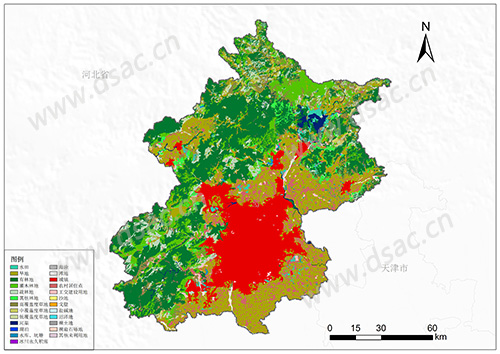 N
河北省
www.dsac.cn
www.dsac.cn
www.dsac.cn
天津市
图例
水田
旱地
有林地
灌木林地
疏林地
其他林地
高覆盖度草地
中覆盖度草地
低覆盖度草地
河渠
湖泊
水库、坑塘
冰川永久积雪
海涂
滩地
城镇
农村居民点
工交建设用地
沙地
戈壁
盐碱地
沼泽地
裸土地
裸岩石砾地
其他未利用地
0 15 30 60
km